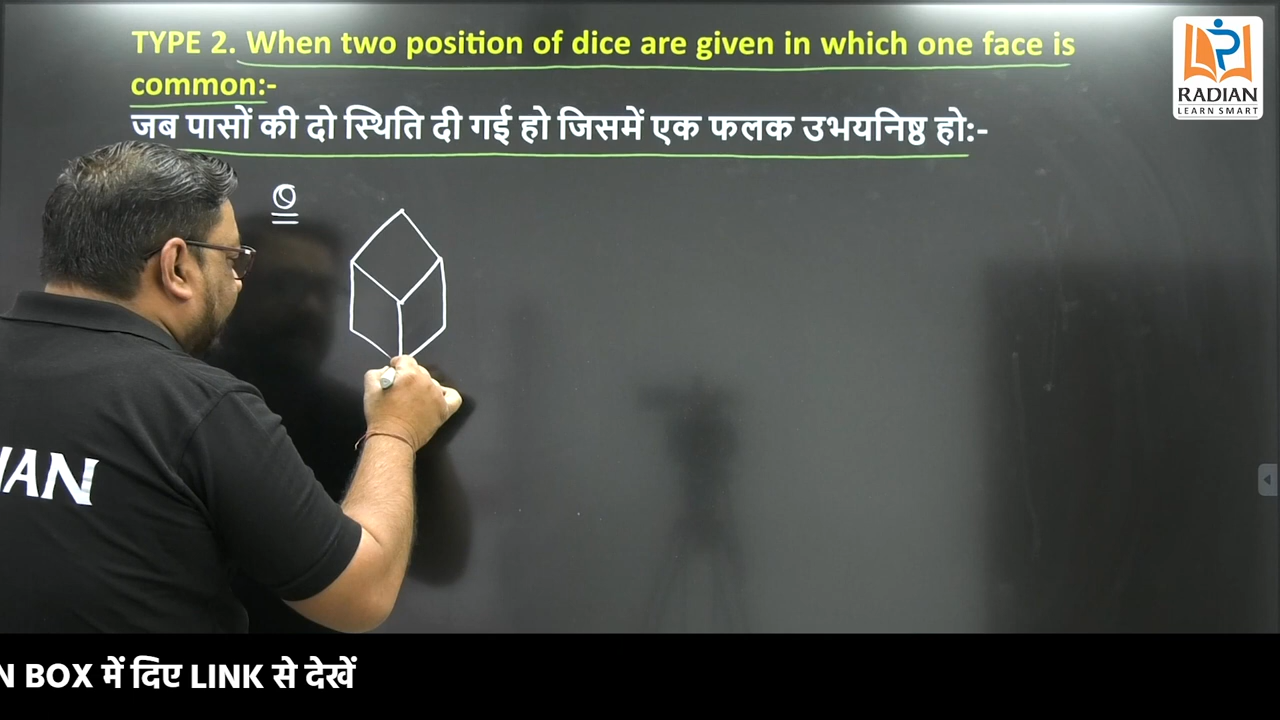 TYPE 2. When two position of dice are given in which one face is
common:-
जब पासों की दो स्थिति दी गई हो जिसमें एक फलक उभयनिष्ठ हो:-
RADIAN
LEARN SMART
IAN
N BOX में दिए LINK से देखें